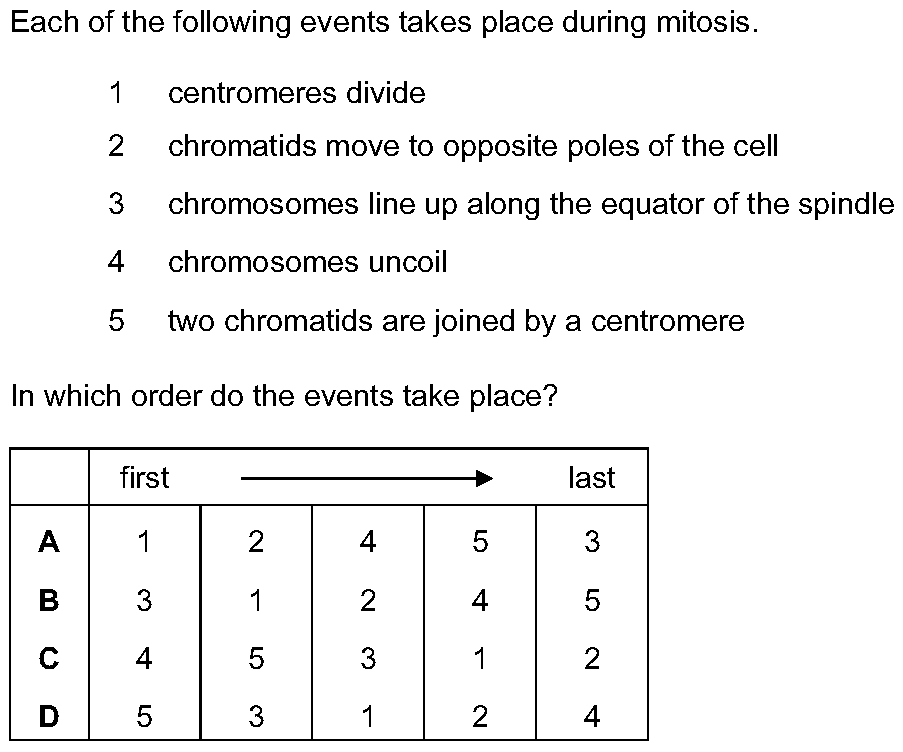 Each of the following events takes place during mitosis.
1 centromeres divide
2 chromatids move to opposite poles of the cell
3 chromosomes line up along the equator of the spindle
4 chromosomes uncoil
5 two chromatids are joined by a centromere
In which order do the events take place?
first last
A 1 2 4 5 3
B 3 1 2 4 5
C 4 5 3 1 2
D 5 3 1 2 4